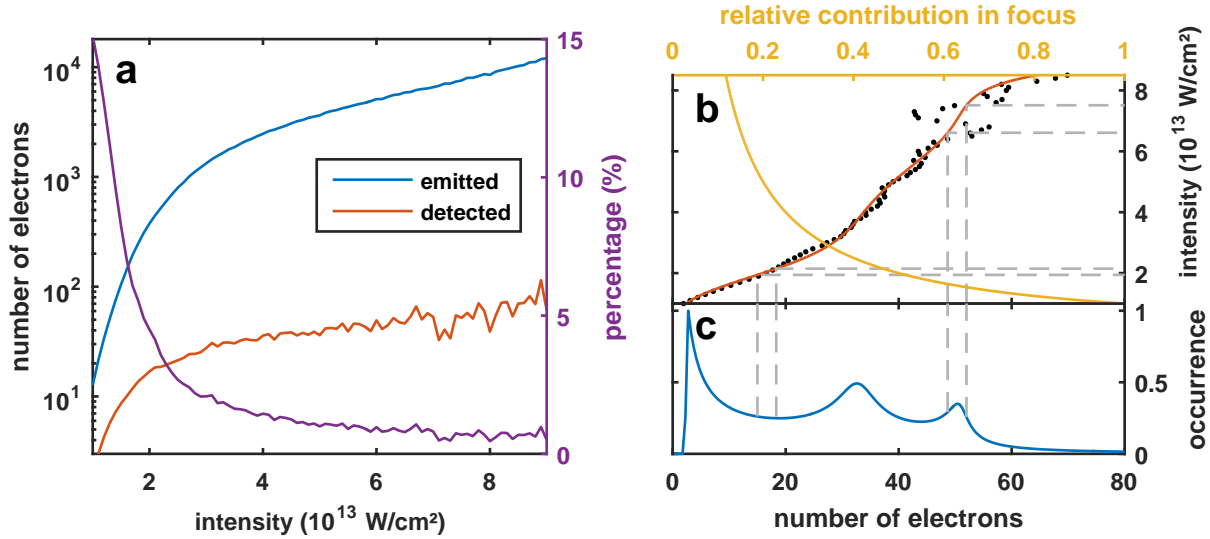 a
number of electrons
10⁴
10³
10²
10¹
emitted
detected
15
10
5
0
percentage (%)
2
4
6
8
intensity (10¹³ W/cm²)
relative contribution in focus
0
0.2
0.4
0.6
0.8
1
b
8
6
4
2
intensity (10¹³ W/cm²)
c
1
0.5
0
occurrence
0
20
40
60
80
number of electrons